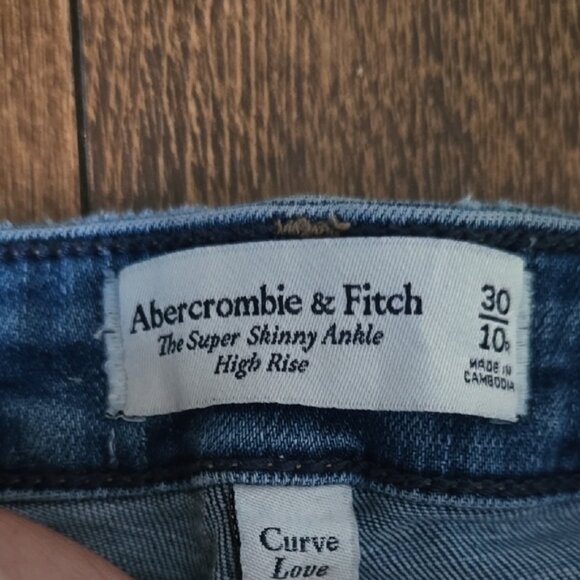 Abercrombie & Fitch
The Super Skinny Ankle
High Rise
30
10R
MADE IN
CAMBODIA
Curve
Love